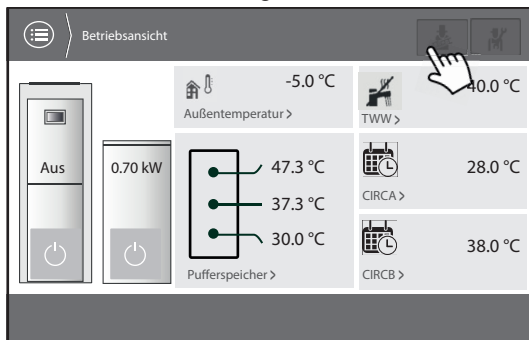 Betriebsansicht
Aus
0.70 kW
-5.0 °C
Außentemperatur >
47.3 °C
37.3 °C
30.0 °C
Pufferspeicher >
40.0 °C
TWW >
28.0 °C
CIRCA >
38.0 °C
CIRCB >